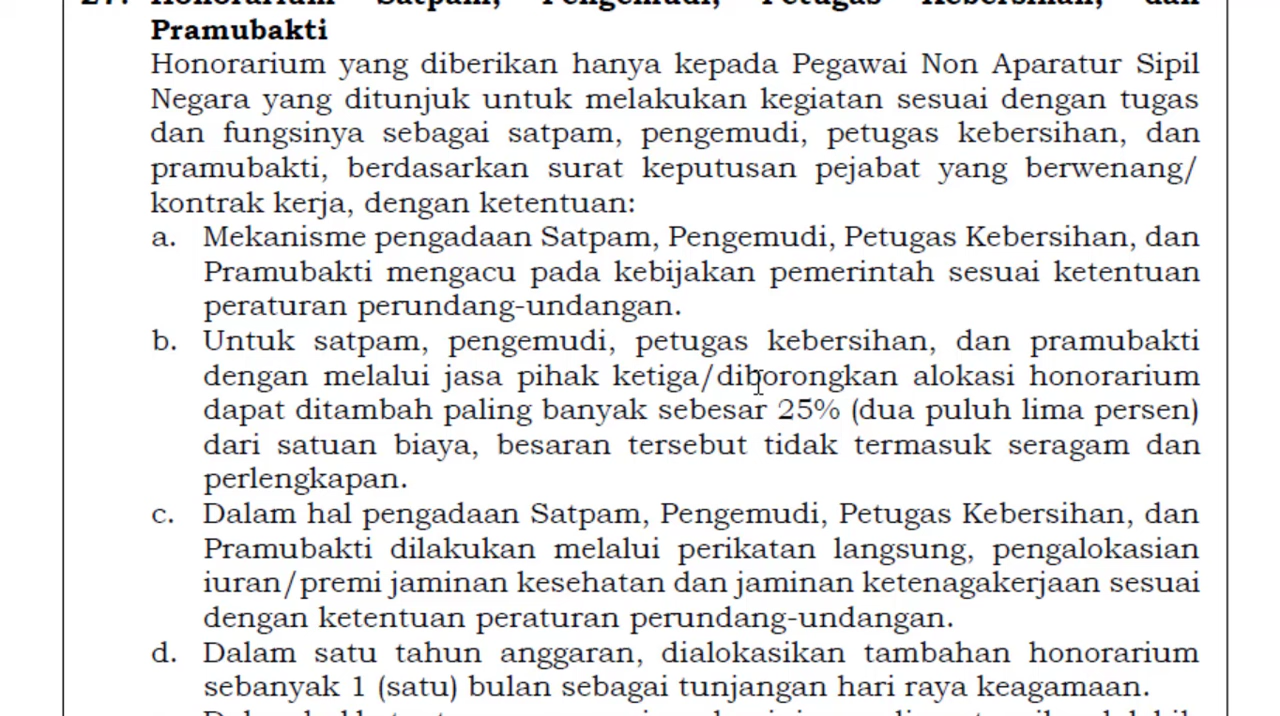 27. Honorarium Satpam, Pengemudi, Petugas Kebersihan, dan
Pramubakti
Honorarium yang diberikan hanya kepada Pegawai Non Aparatur Sipil
Negara yang ditunjuk untuk melakukan kegiatan sesuai dengan tugas
dan fungsinya sebagai satpam, pengemudi, petugas kebersihan, dan
pramubakti, berdasarkan surat keputusan pejabat yang berwenang/
kontrak kerja, dengan ketentuan:
a. Mekanisme pengadaan Satpam, Pengemudi, Petugas Kebersihan, dan
Pramubakti mengacu pada kebijakan pemerintah sesuai ketentuan
peraturan perundang-undangan.
b. Untuk satpam, pengemudi, petugas kebersihan, dan pramubakti
dengan melalui jasa pihak ketiga/diborongkan alokasi honorarium
dapat ditambah paling banyak sebesar 25% (dua puluh lima persen)
dari satuan biaya, besaran tersebut tidak termasuk seragam dan
perlengkapan.
c. Dalam hal pengadaan Satpam, Pengemudi, Petugas Kebersihan, dan
Pramubakti dilakukan melalui perikatan langsung, pengalokasian
iuran/premi jaminan kesehatan dan jaminan ketenagakerjaan sesuai
dengan ketentuan peraturan perundang-undangan.
d. Dalam satu tahun anggaran, dialokasikan tambahan honorarium
sebanyak 1 (satu) bulan sebagai tunjangan hari raya keagamaan.